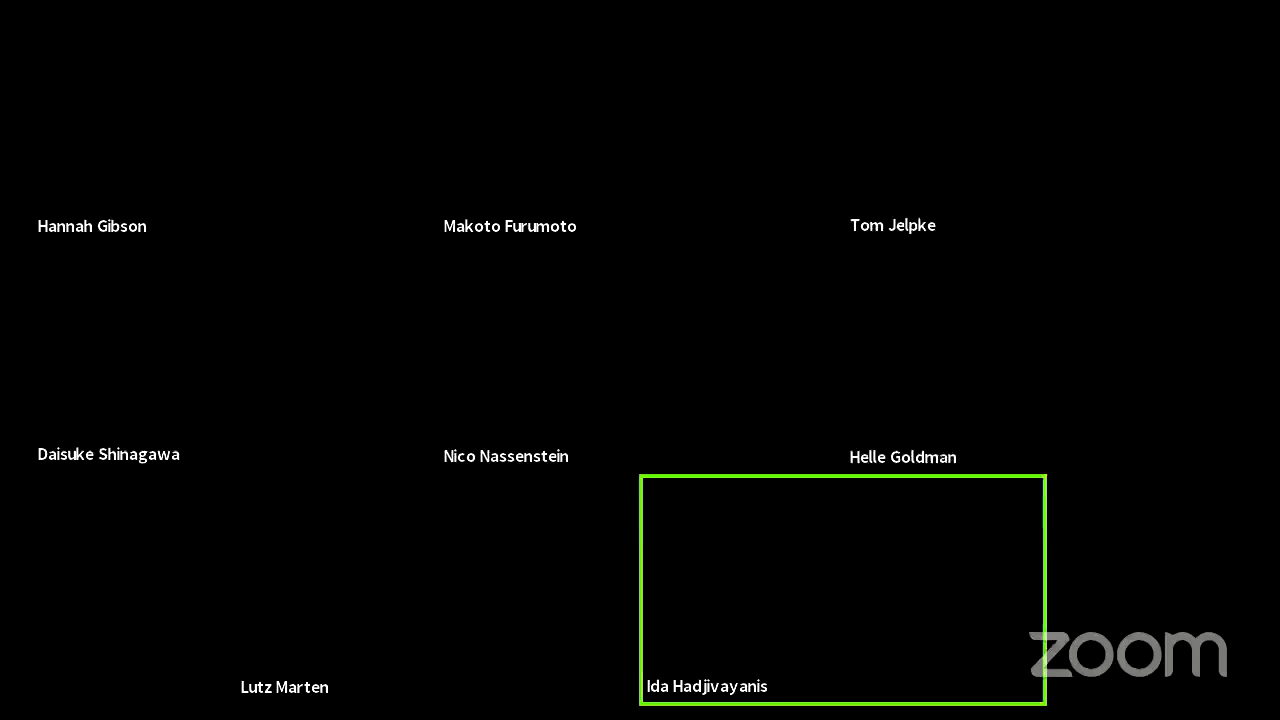 Hannah Gibson
Makoto Furumoto
Tom Jelpke
Daisuke Shinagawa
Nico Nassenstein
Helle Goldman
Lutz Marten
Ida Hadjivayanis
zoom